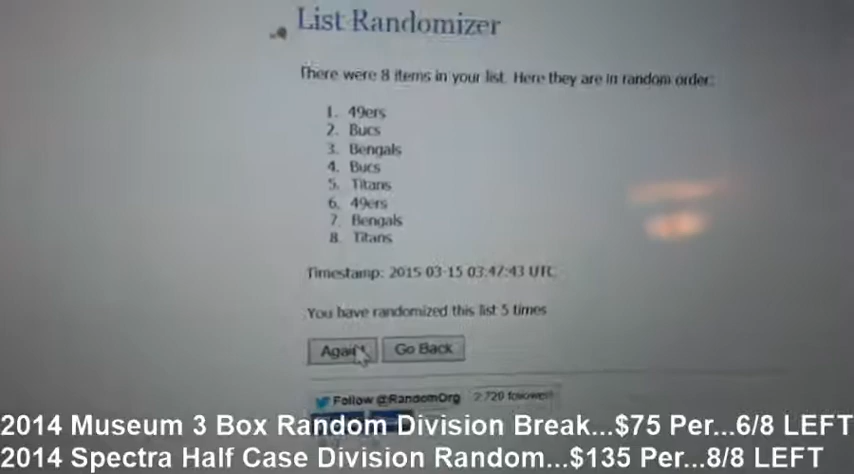 List Randomizer
There were 8 items in your list. Here they are in random order:
1. 49ers
2. Bucs
3. Bengals
4. Bucs
5. Titans
6. 49ers
7. Bengals
8. Titans
Timestamp: 2015-03-15 03:47:43 UTC
You have randomized this list 5 times
Again Go Back
Follow @RandomOrg 2,720 followers
2014 Museum 3 Box Random Division Break...$75 Per...6/8 LEFT
2014 Spectra Half Case Division Random...$135 Per...8/8 LEFT